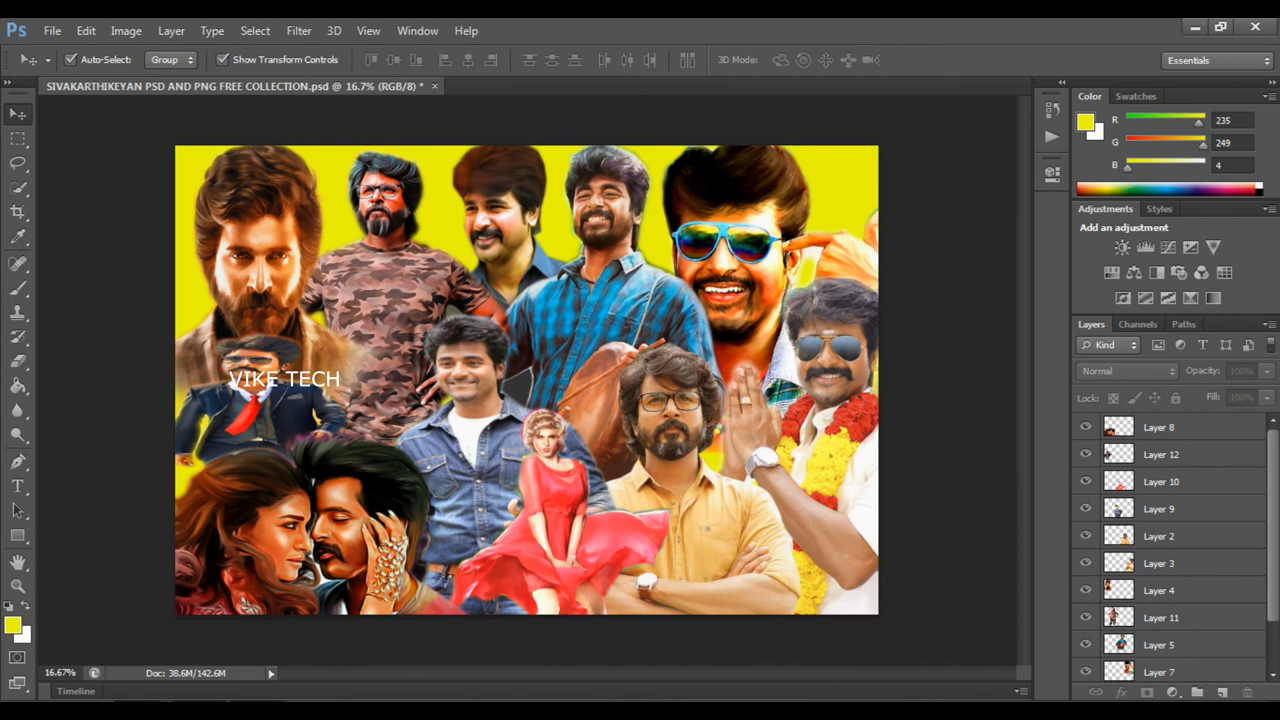 Ps File Edit Image Layer Type Select Filter 3D View Window Help
Auto-Select: Group Show Transform Controls 3D Mode: Essentials
SIVAKARTHIKEYAN PSD AND PNG FREE COLLECTION.psd @ 16.7% (RGB/8) * ×
Color Swatches
R 235
G 249
B 4
Adjustments Styles
Add an adjustment
Layers Channels Paths
Kind
Normal Opacity: 100%
Lock: Fill: 100%
Layer 8
Layer 12
Layer 10
Layer 9
Layer 2
Layer 3
Layer 4
Layer 11
Layer 5
Layer 7
VIKE TECH
16.67% Doc: 38.6M/142.6M
Timeline